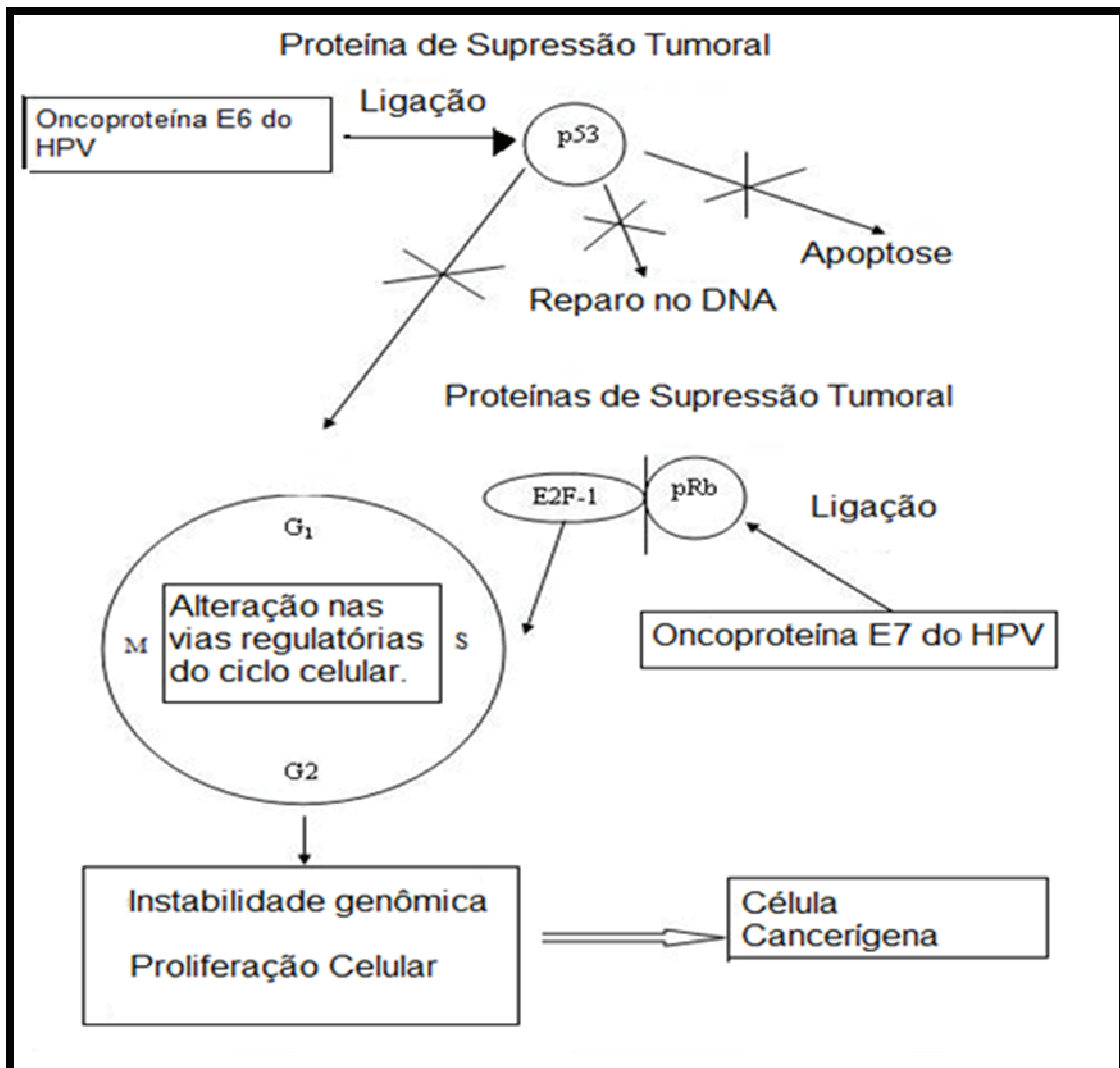 Proteína de Supressão Tumoral
Ligação
Oncoproteína E6 do
HPV
p53
Apoptose
Reparo no DNA
Proteínas de Supressão Tumoral
E2F-1
pRb
Ligação
Oncoproteína E7 do HPV
G1
Alteração nas
vias regulatórias
do ciclo celular.
M
S
G2
Instabilidade genômica
Proliferação Celular
Célula
Cancerígena